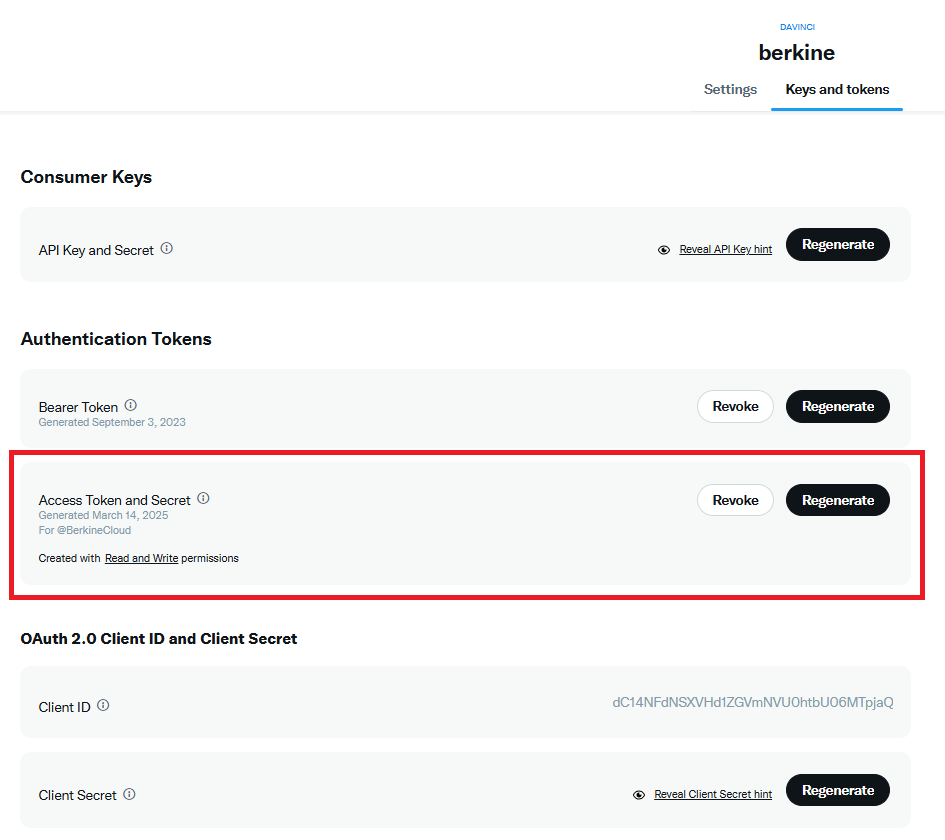 DAVINCI
berkine
Settings Keys and tokens
Consumer Keys
API Key and Secret Reveal API Key hint Regenerate
Authentication Tokens
Bearer Token Revoke Regenerate
Generated September 3, 2023
Access Token and Secret Revoke Regenerate
Generated March 14, 2025
For @BerkineCloud
Created with Read and Write permissions
OAuth 2.0 Client ID and Client Secret
Client ID dC14NFdNSXVHd1ZGVmNVU0htbU06MTpjaQ
Client Secret Reveal Client Secret hint Regenerate